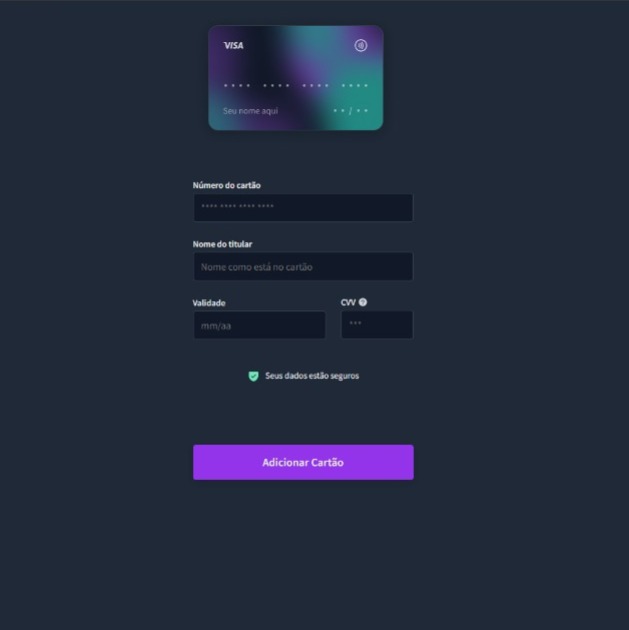 VISA
•••• •••• •••• ••••
Seu nome aqui •• / ••
Número do cartão
**** **** **** ****
Nome do titular
Nome como está no cartão
Validade CVV ?
mm/aa ***
Seus dados estão seguros
Adicionar Cartão